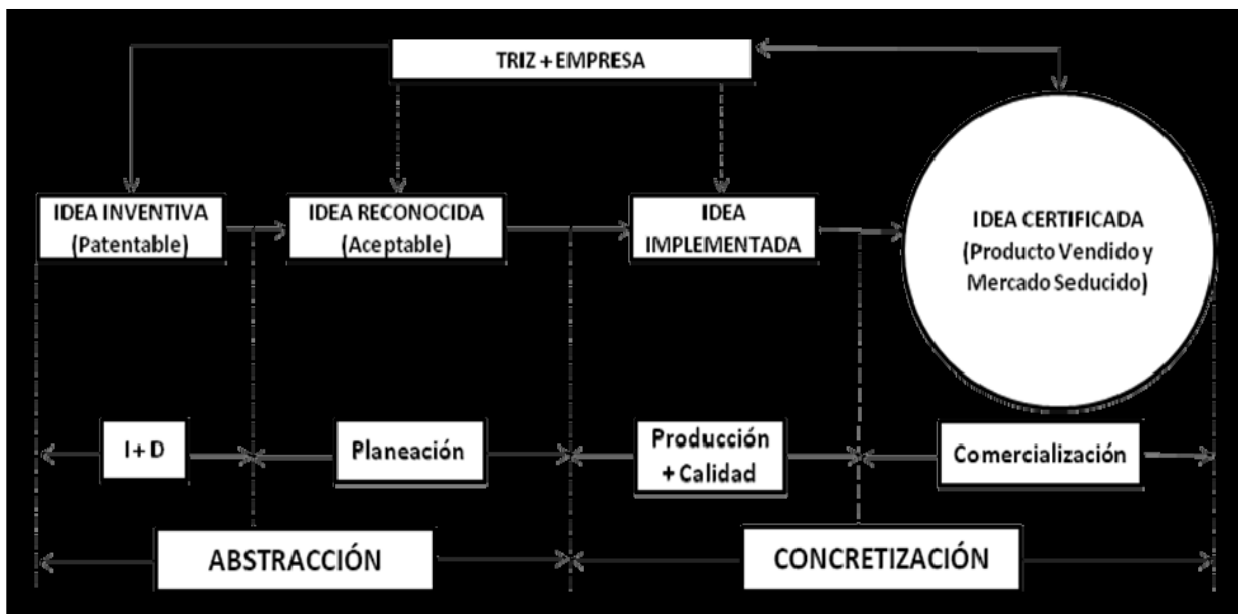 TRIZ + EMPRESA
IDEA INVENTIVA
(Patentable)
IDEA RECONOCIDA
(Aceptable)
IDEA
IMPLEMENTADA
IDEA CERTIFICADA
(Producto Vendido y
Mercado Seducido)
I + D
Planeación
Producción
+ Calidad
Comercialización
ABSTRACCIÓN
CONCRETIZACIÓN